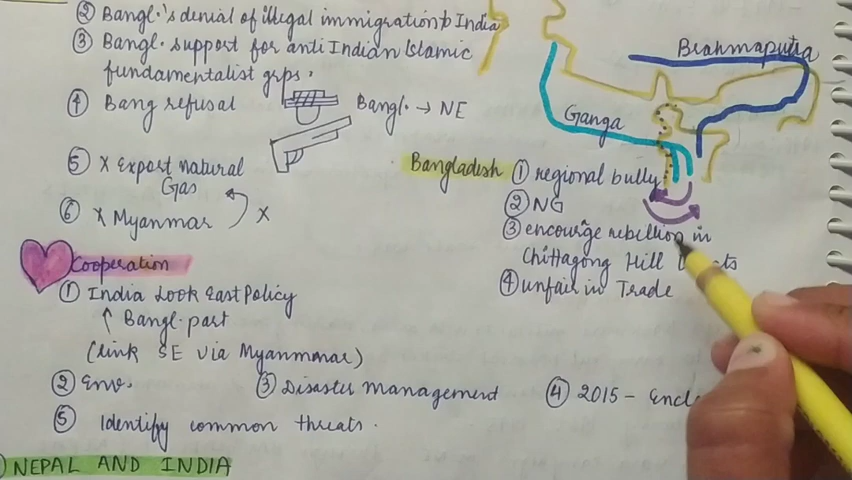 ② Bangl.'s denial of illegal immigration to India
③ Bangl. support for anti Indian Islamic
fundamentalist grps.
④ Bang refusal
Bangl. → NE
⑤ X Export natural
Gas
⑥ X Myanmar
X
Cooperation
① India Look East Policy
↑ Bangl. part
(link SE via Myanmmar)
② Env.
③ Disaster management
④ 2015 - Encl
⑤ Identify common threats.
NEPAL AND INDIA
Brahmaputra
Ganga
Bangladesh
① regional bully
② NG
③ encourage rebellion in
Chittagong Hill
④ unfair in Trade